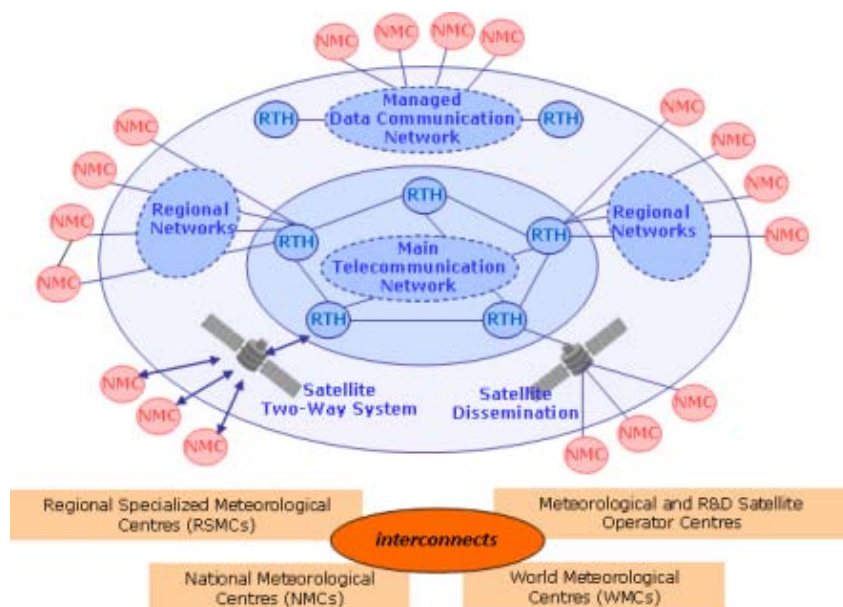 NMC
NMC
NMC
NMC
Managed
Data Communication
Network
RTH
RTH
NMC
NMC
NMC
NMC
NMC
NMC
NMC
NMC
Regional
Networks
RTH
Regional
Networks
RTH
RTH
Main
Telecommunication
Network
RTH
RTH
Satellite
Two-Way System
Satellite
Dissemination
NMC
NMC
NMC
NMC
NMC
NMC
Regional Specialized Meteorological
Centres (RSMCs)
Meteorological and R&D Satellite
Operator Centres
interconnects
National Meteorological
Centres (NMCs)
World Meteorological
Centres (WMCs)